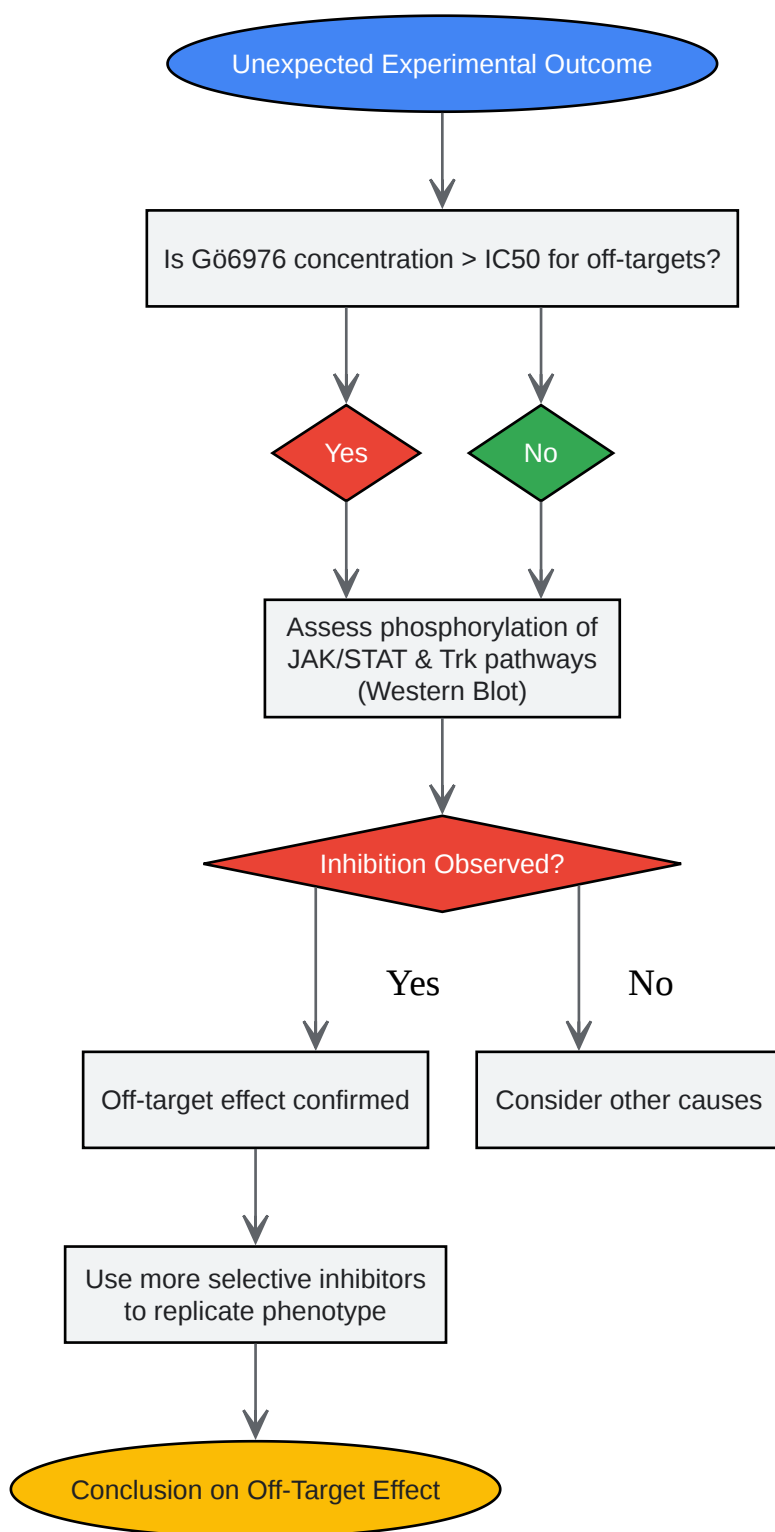 Unexpected Experimental Outcome
Is Gö6976 concentration > IC50 for off-targets?
Yes
No
Assess phosphorylation of
JAK/STAT & Trk pathways
(Western Blot)
Inhibition Observed?
Yes
No
Off-target effect confirmed
Consider other causes
Use more selective inhibitors
to replicate phenotype
Conclusion on Off-Target Effect